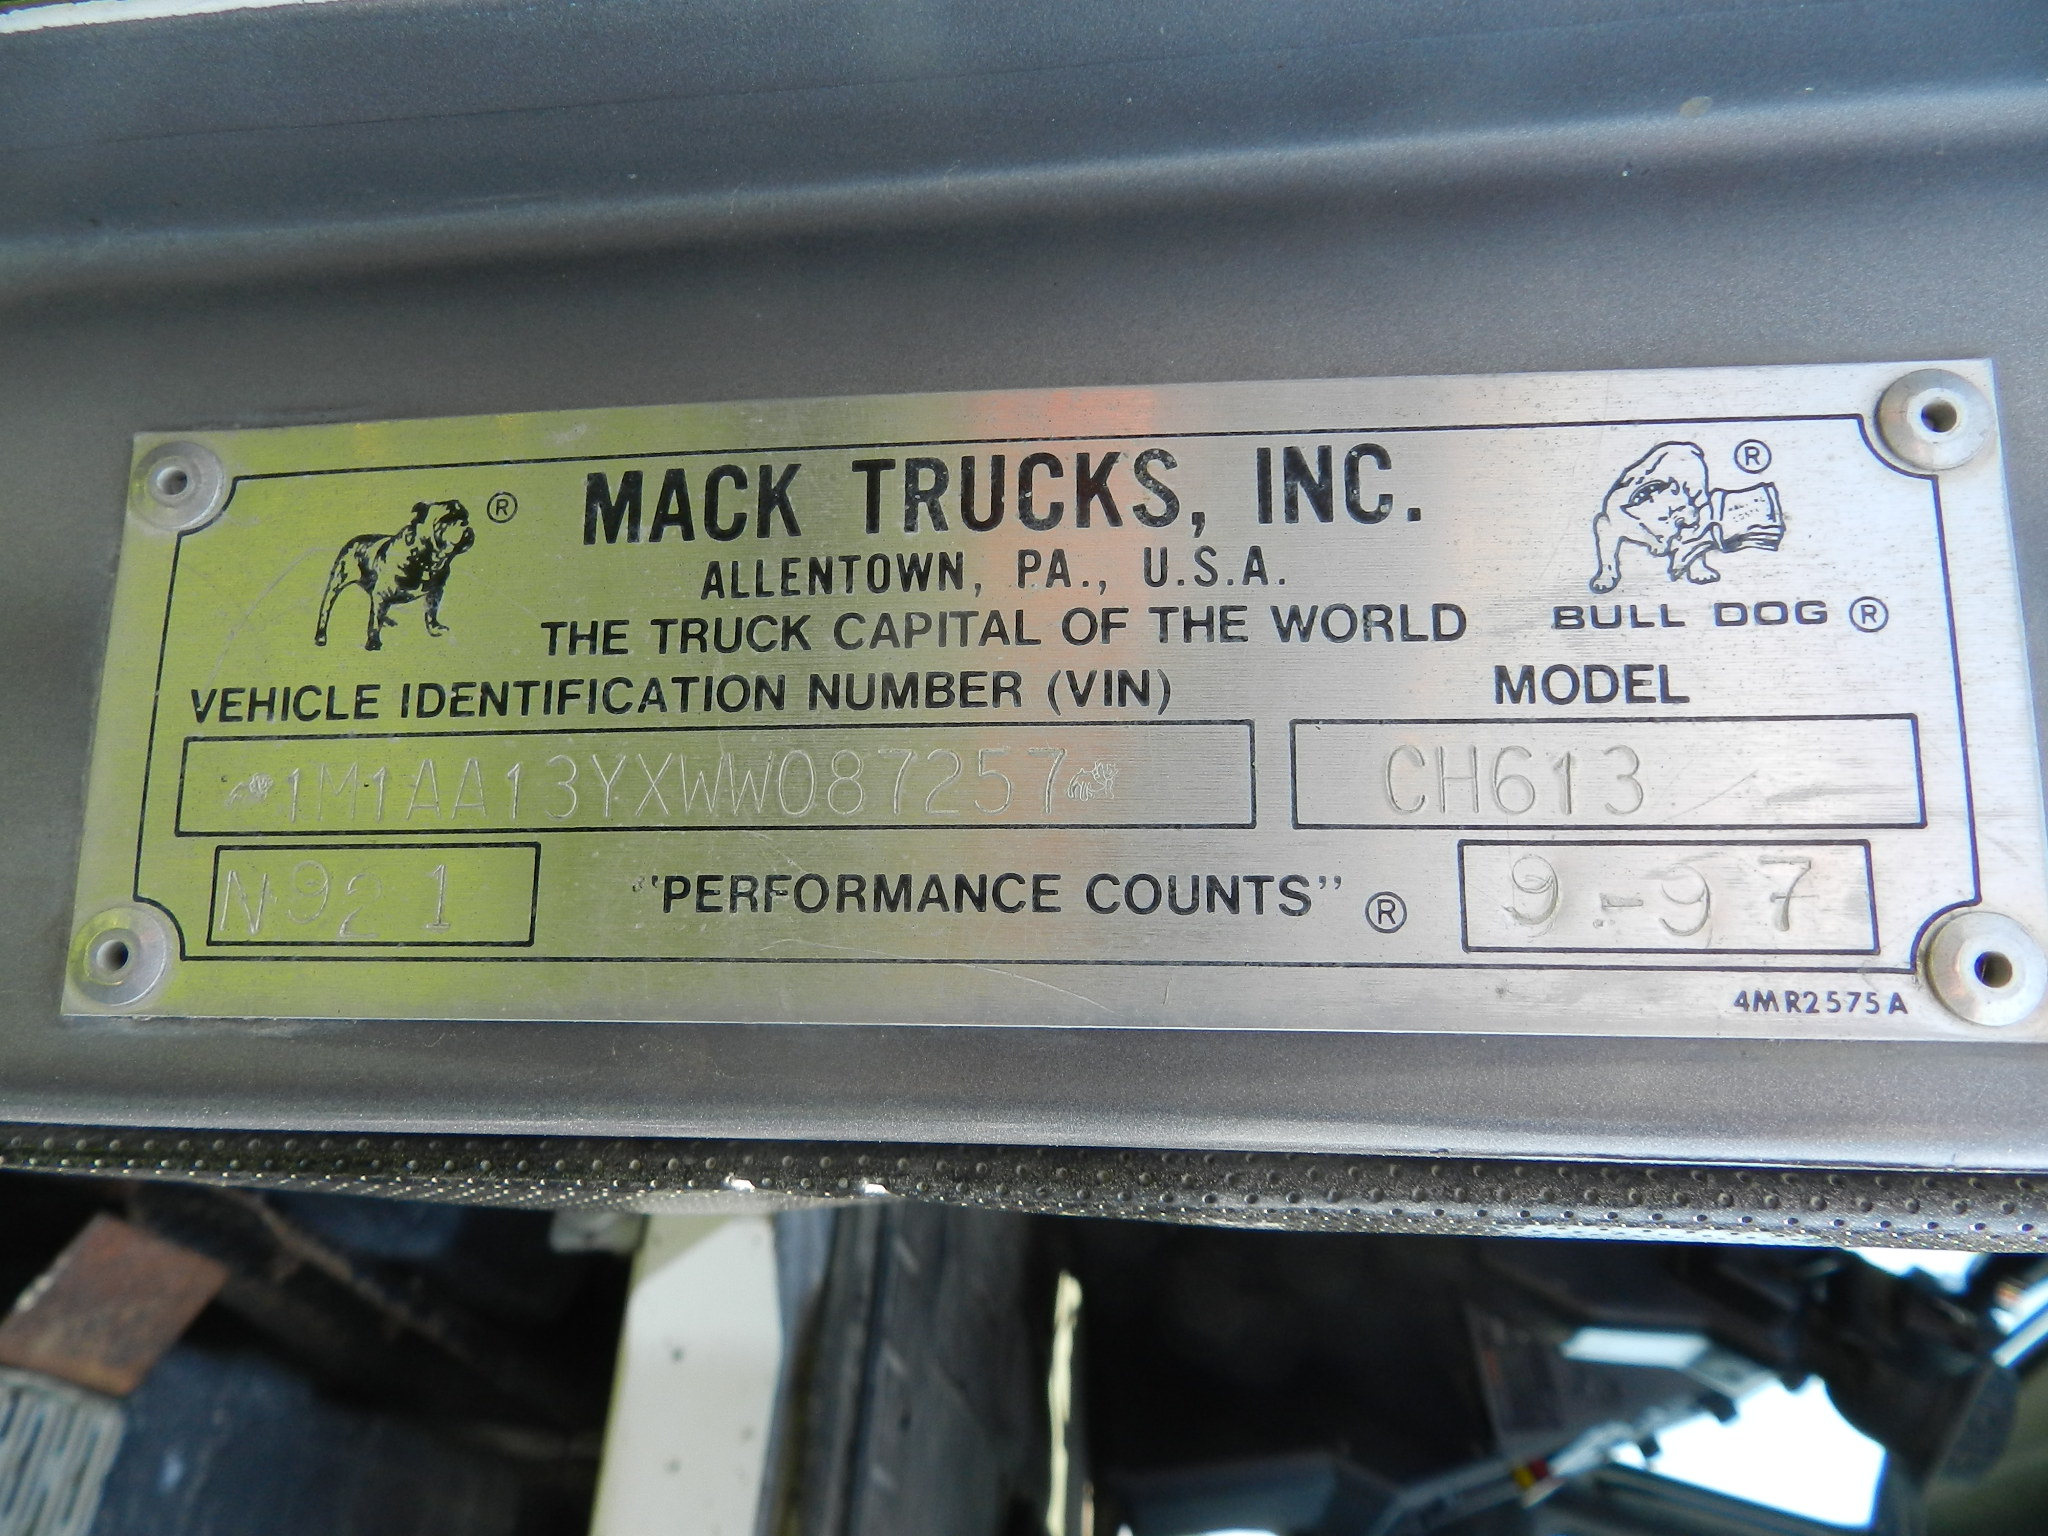 ® MACK TRUCKS, INC. ®
ALLENTOWN, PA., U.S.A.
THE TRUCK CAPITAL OF THE WORLD
BULL DOG ®
VEHICLE IDENTIFICATION NUMBER (VIN)
MODEL
1M1AA13YXWW087257
CH613
N921
"PERFORMANCE COUNTS" ®
9-97
4MR2575A